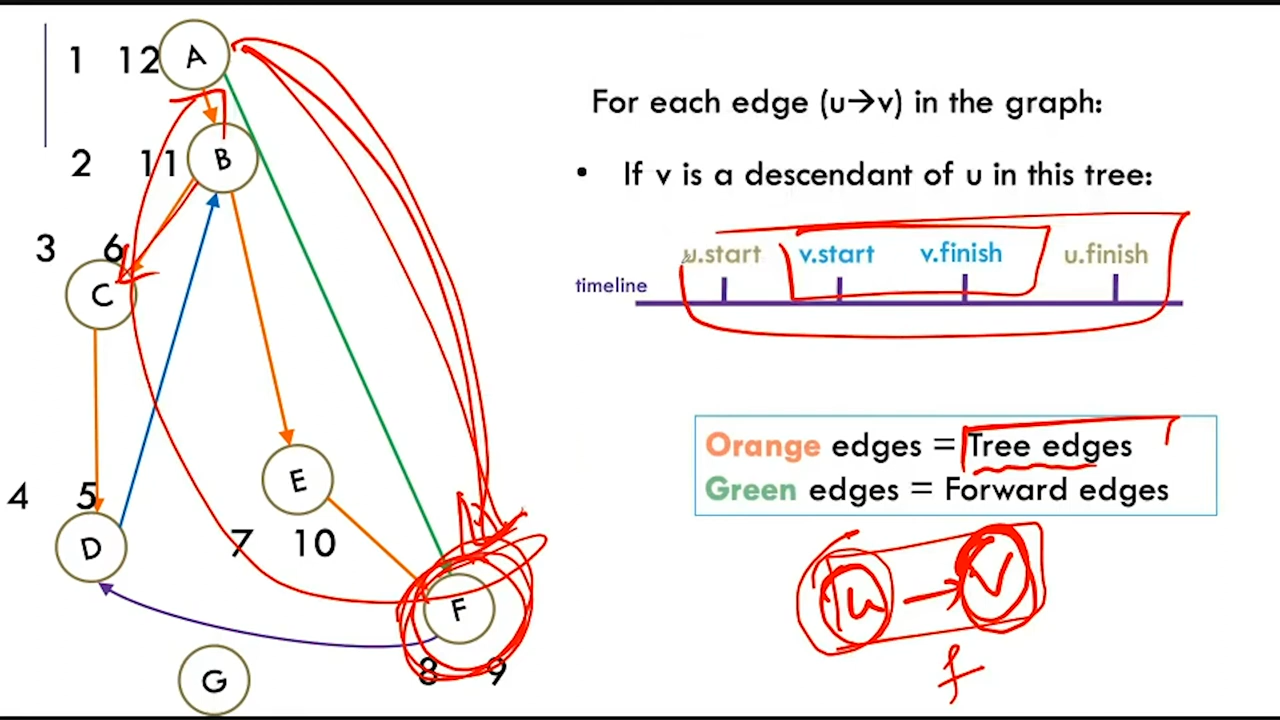 1 12 A
2 11 B
3 6
C
4 5
D
E
7 10
F
8 9
G
For each edge (u→v) in the graph:
• If v is a descendant of u in this tree:
u.start v.start v.finish u.finish
timeline
Orange edges = Tree edges
Green edges = Forward edges
u → v
f